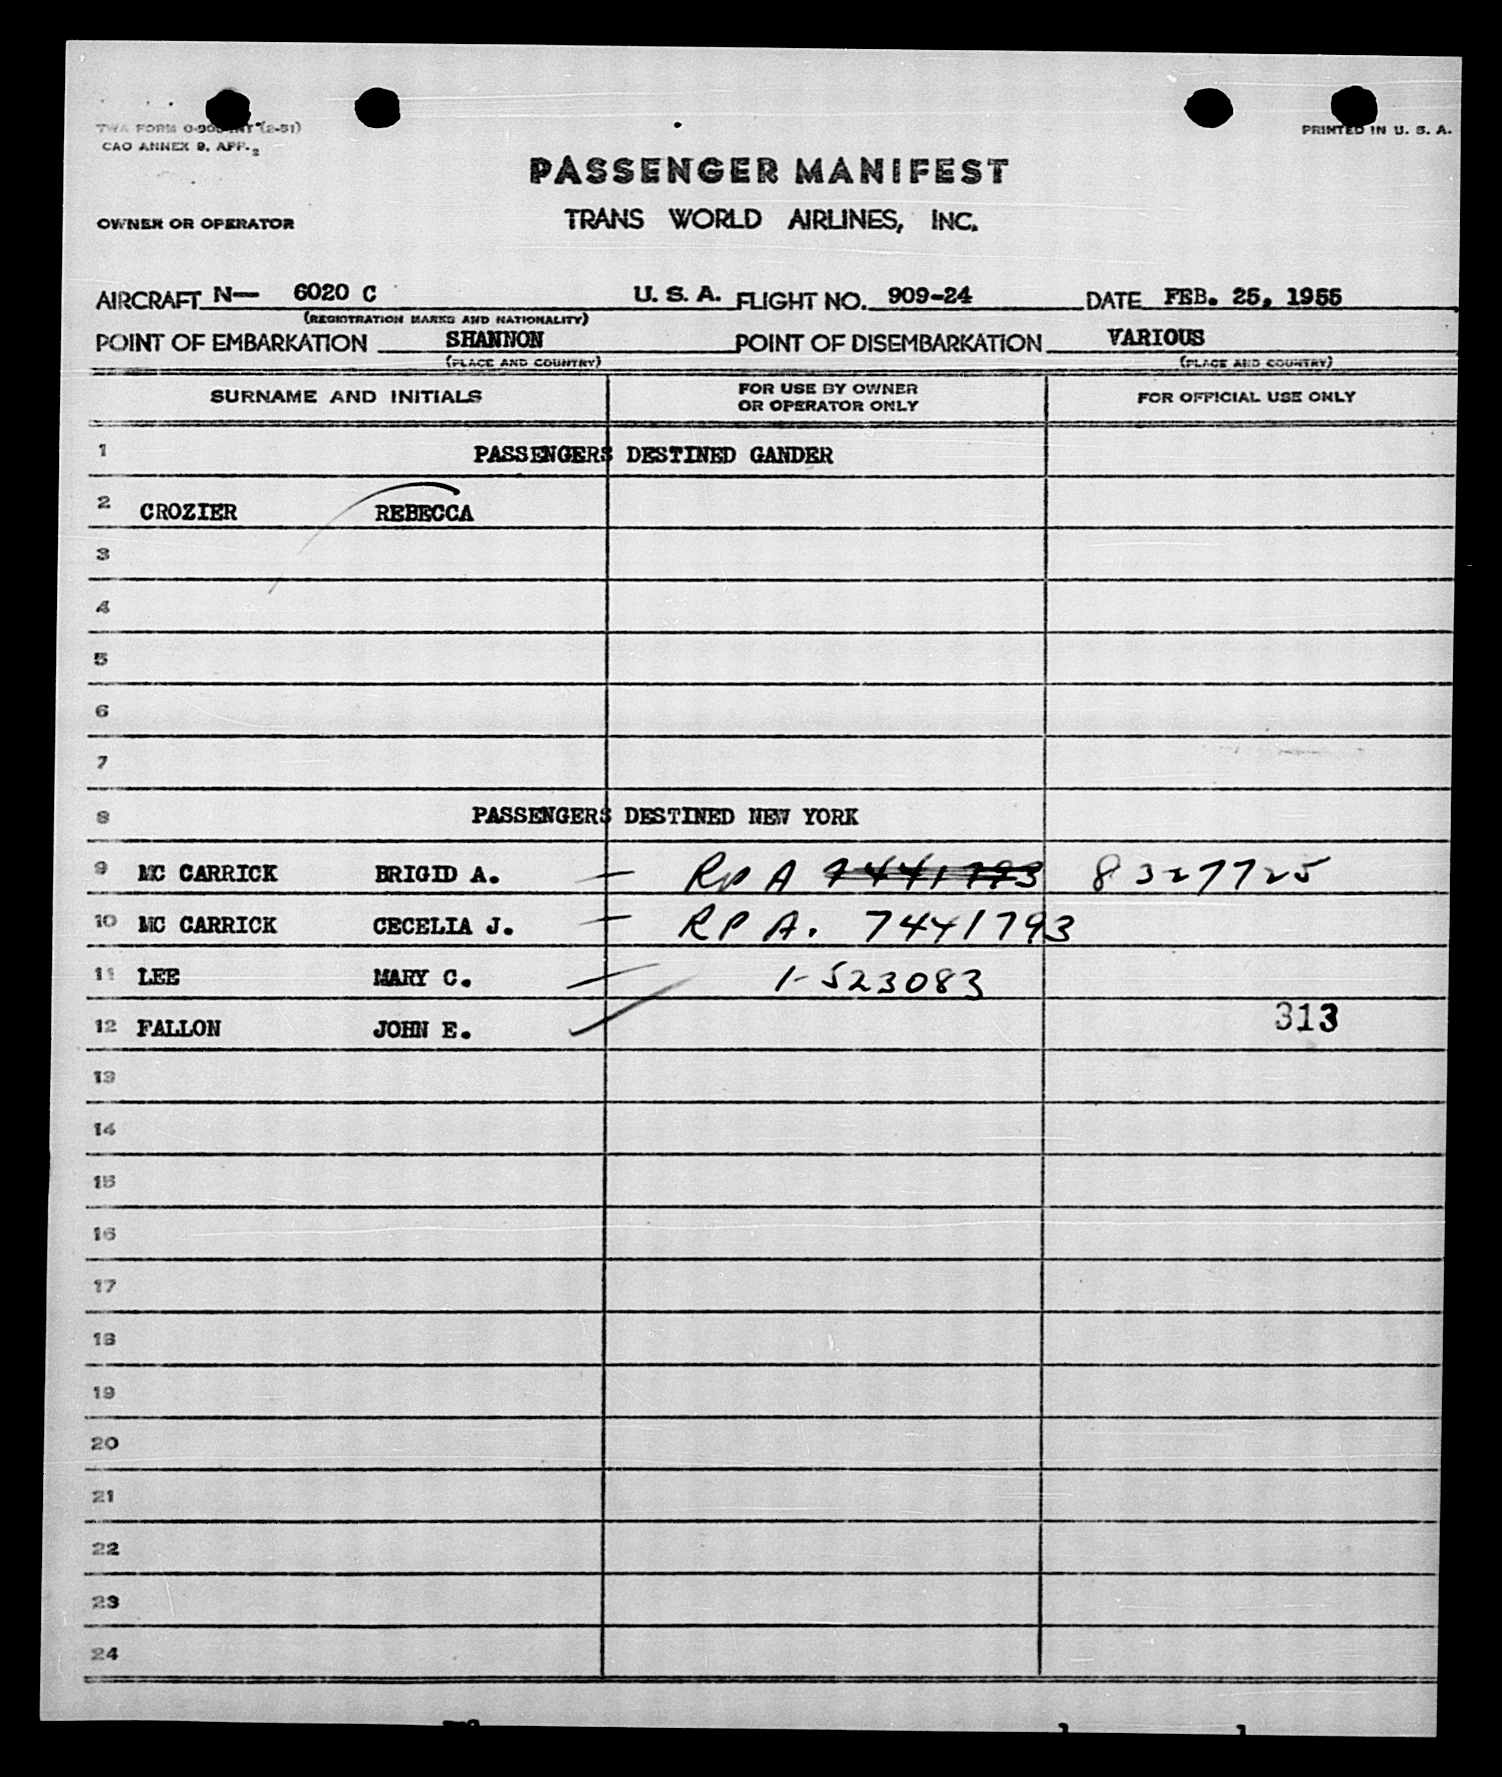 TWA FORM (2-51)
CAO ANNEX 9, APP. 2
PRINTED IN U. S. A.
PASSENGER MANIFEST
OWNER OR OPERATOR
TRANS WORLD AIRLINES, INC.
AIRCRAFT N— 6020 C U. S. A. FLIGHT NO. 909-24 DATE FEB. 25, 1955
(REGISTRATION MARKS AND NATIONALITY)
POINT OF EMBARKATION SHANNON POINT OF DISEMBARKATION VARIOUS
(PLACE AND COUNTRY) (PLACE AND COUNTRY)
SURNAME AND INITIALS FOR USE BY OWNER OR OPERATOR ONLY FOR OFFICIAL USE ONLY
1 PASSENGERS DESTINED GANDER
2 CROZIER REBECCA
3
4
5
6
7
8 PASSENGERS DESTINED NEW YORK
9 MC CARRICK BRIGID A. — RPA 7441793 8327725
10 MC CARRICK CECELIA J. — RPA. 7441793
11 LEE MARY C. — 1-523083
12 FALLON JOHN E. 313
13
14
15
16
17
18
19
20
21
22
23
24